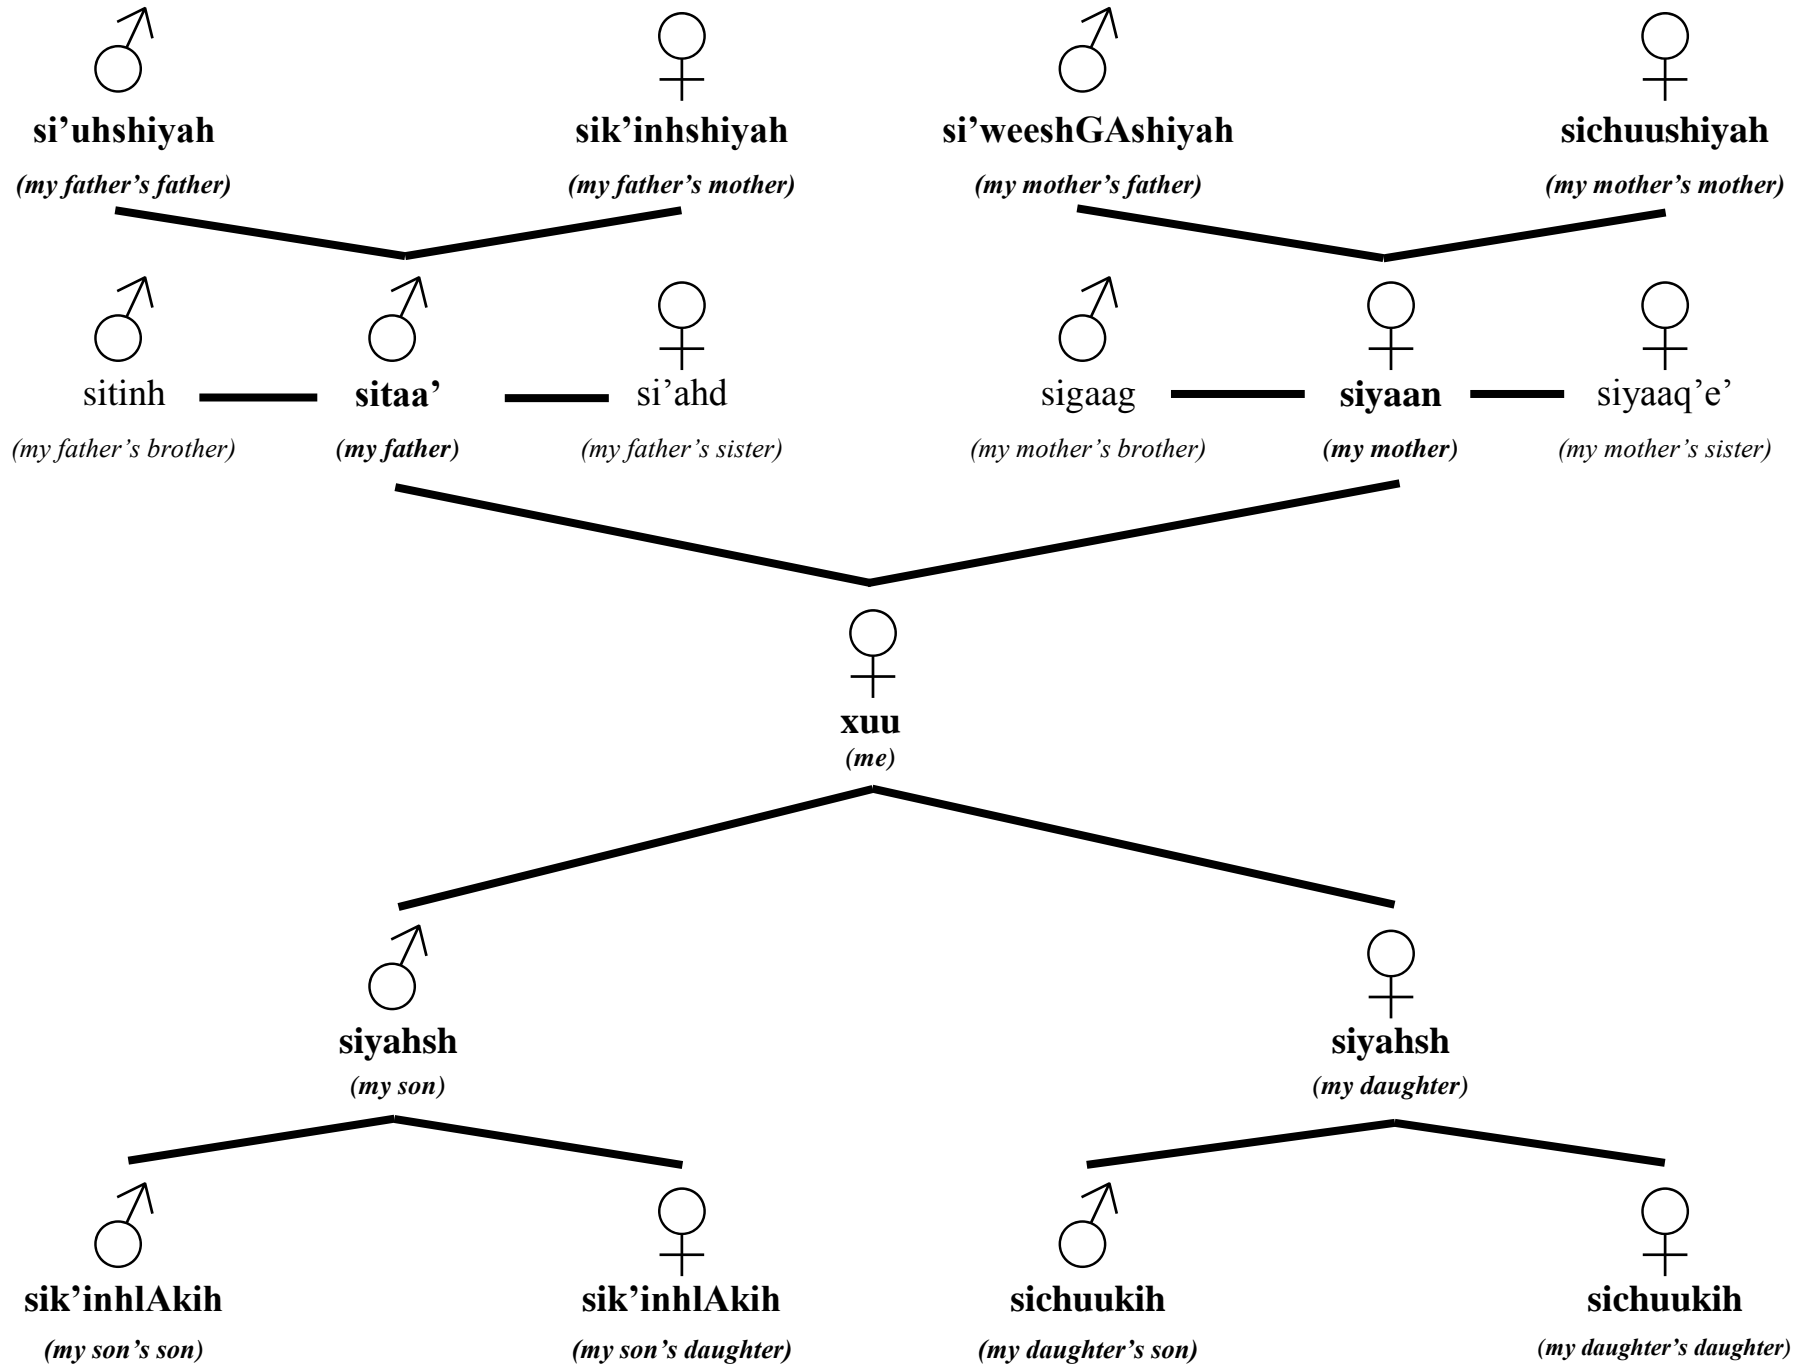 si’uhshiyah sik’inhshiyah si’weeshGAshiyah sichuushiyah
(my father’s father) (my father’s mother) (my mother’s father) (my mother’s mother)
sitinh sitaa’ si’ahd sigaag siyaan siyaaq’e’
(my father’s brother) (my father) (my father’s sister) (my mother’s brother) (my mother) (my mother’s sister)
xuu
(me)
siyahsh siyahsh
(my son) (my daughter)
sik’inhlAkih sik’inhlAkih sichuukih sichuukih
(my son’s son) (my son’s daughter) (my daughter’s son) (my daughter’s daughter)